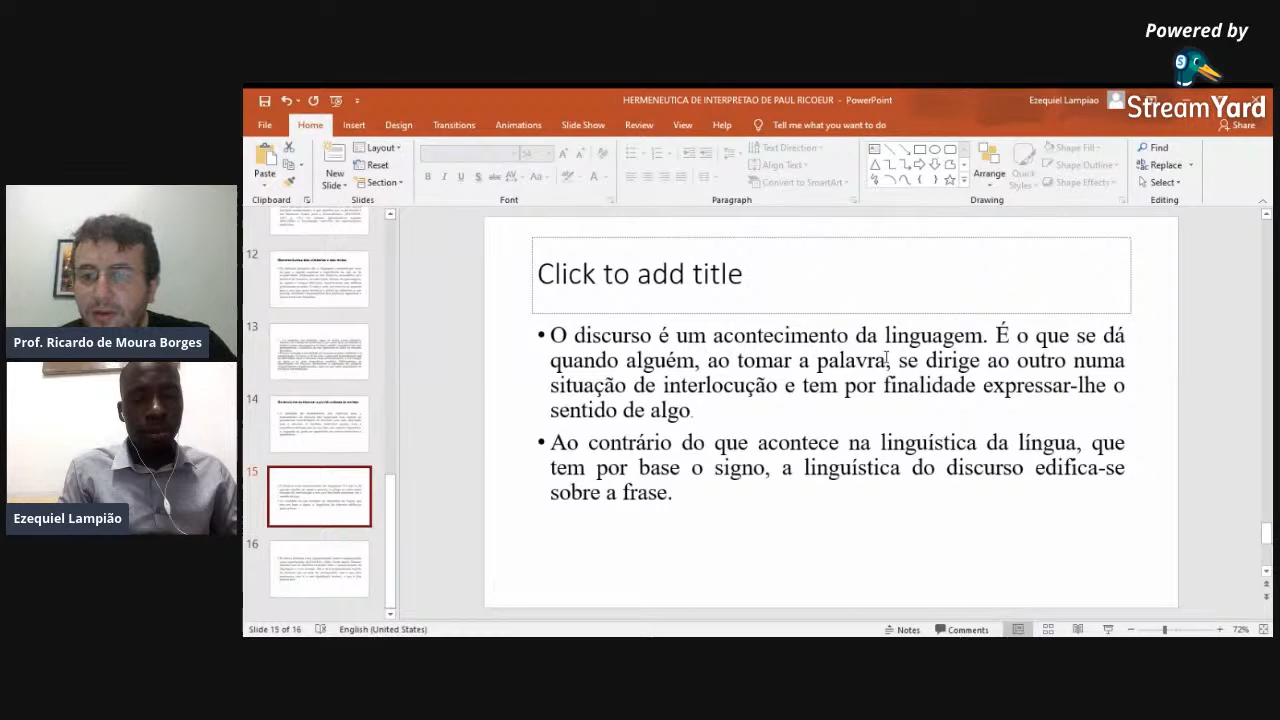 Powered by
StreamYard
HERMENEUTICA DE INTERPRETAO DE PAUL RICOEUR - PowerPoint
Ezequiel Lampiao
File Home Insert Design Transitions Animations Slide Show Review View Help Tell me what you want to do
Share
Paste
Clipboard
New
Slide
Layout
Reset
Section
Slides
54
B I U S abc AV Aa A
Font
Text Direction
Align Text
Convert to SmartArt
Paragraph
Arrange
Quick
Styles
Shape Fill
Shape Outline
Shape Effects
Drawing
Find
Replace
Select
Editing
12
13
14
15
16
Click to add title
• O discurso é um acontecimento da linguagem. É o que se dá
quando alguém, ao tomar a palavra, se dirige ao outro numa
situação de interlocução e tem por finalidade expressar-lhe o
sentido de algo.
• Ao contrário do que acontece na linguística da língua, que
tem por base o signo, a linguística do discurso edifica-se
sobre a frase.
Prof. Ricardo de Moura Borges
Ezequiel Lampião
Slide 15 of 16
English (United States)
Notes
Comments
72%